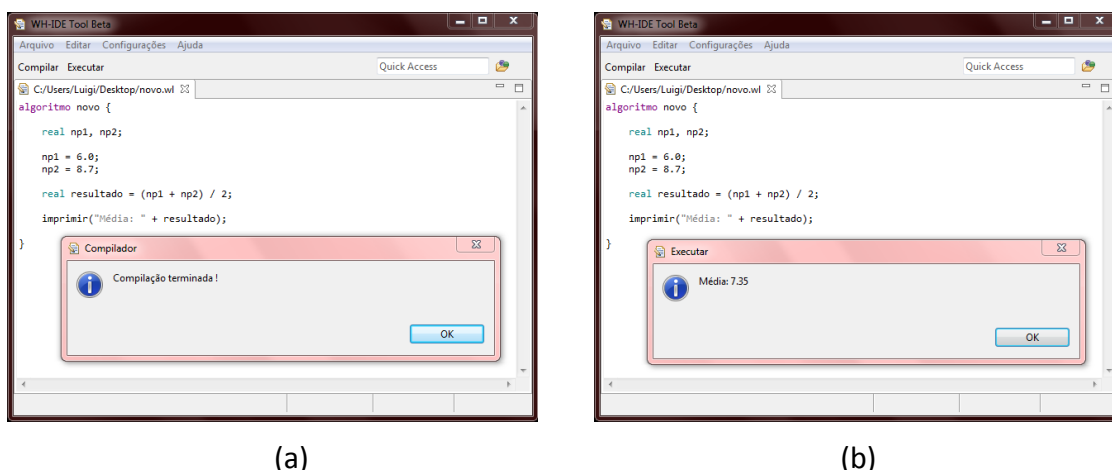 WH-IDE Tool Beta
Arquivo Editar Configurações Ajuda
Compilar Executar Quick Access
C:/Users/Luigi/Desktop/novo.wl
algoritmo novo {
real np1, np2;
np1 = 6.0;
np2 = 8.7;
real resultado = (np1 + np2) / 2;
imprimir("Média: " + resultado);
}
Compilador
Compilação terminada !
OK
(a)
WH-IDE Tool Beta
Arquivo Editar Configurações Ajuda
Compilar Executar Quick Access
C:/Users/Luigi/Desktop/novo.wl
algoritmo novo {
real np1, np2;
np1 = 6.0;
np2 = 8.7;
real resultado = (np1 + np2) / 2;
imprimir("Média: " + resultado);
}
Executar
Média: 7.35
OK
(b)